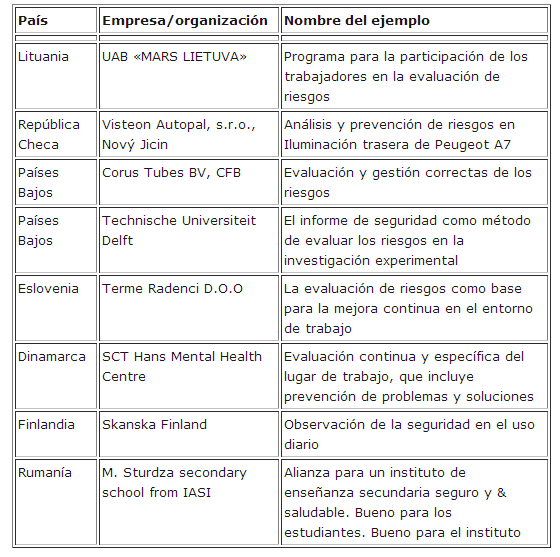 País Empresa/organización Nombre del ejemplo
Lituania UAB «MARS LIETUVA» Programa para la participación de los
trabajadores en la evaluación de
riesgos
República Visteon Autopal, s.r.o., Análisis y prevención de riesgos en
Checa Nový Jicin Iluminación trasera de Peugeot A7
Países Corus Tubes BV, CFB Evaluación y gestión correctas de los
Bajos riesgos
Países Technische Universiteit El informe de seguridad como método
Bajos Delft de evaluar los riesgos en la
investigación experimental
Eslovenia Terme Radenci D.O.O La evaluación de riesgos como base
para la mejora continua en el entorno
de trabajo
Dinamarca SCT Hans Mental Health Evaluación continua y específica del
Centre lugar de trabajo, que incluye
prevención de problemas y soluciones
Finlandia Skanska Finland Observación de la seguridad en el uso
diario
Rumanía M. Sturdza secondary Alianza para un instituto de
school from IASI enseñanza secundaria seguro y &
saludable. Bueno para los
estudiantes. Bueno para el instituto